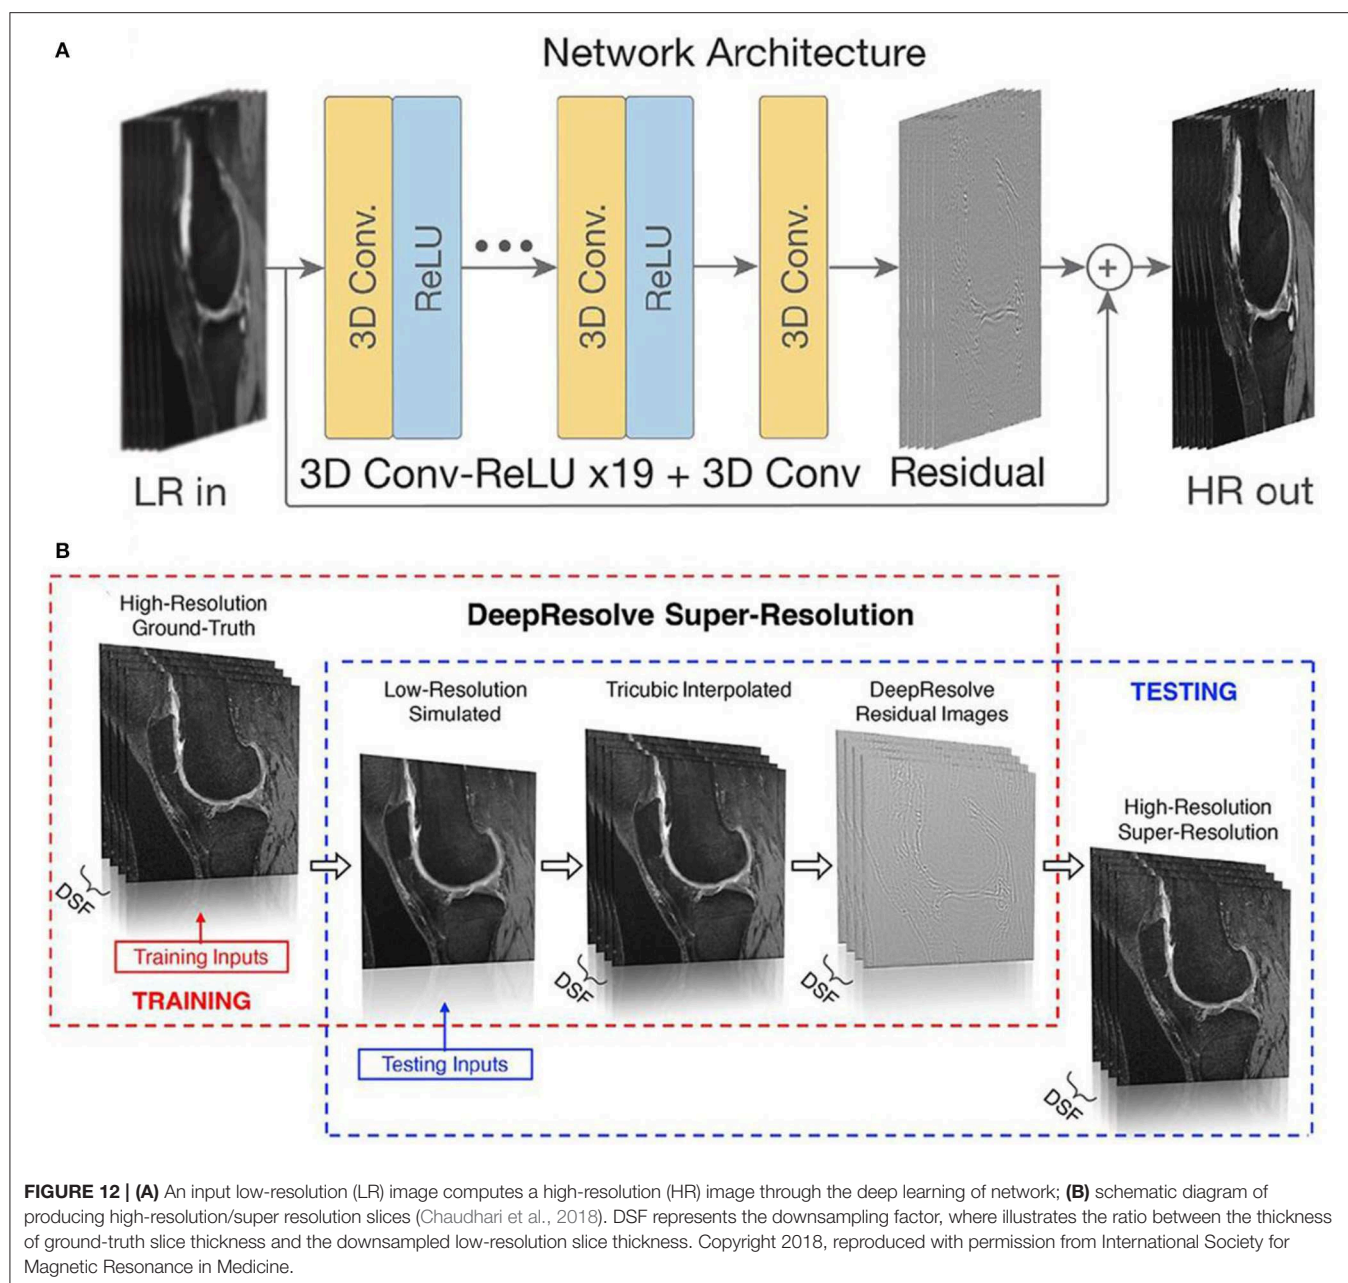 A
Network Architecture
3D Conv.
ReLU
3D Conv.
ReLU
3D Conv.
+
LR in
3D Conv-ReLU x19 + 3D Conv
Residual
HR out
B
High-Resolution
Ground-Truth
DeepResolve Super-Resolution
Low-Resolution
Simulated
Tricubic Interpolated
DeepResolve
Residual Images
TESTING
High-Resolution
Super-Resolution
DSF
Training Inputs
TRAINING
DSF
DSF
Testing Inputs
DSF
FIGURE 12 | (A) An input low-resolution (LR) image computes a high-resolution (HR) image through the deep learning of network; (B) schematic diagram of
producing high-resolution/super resolution slices (Chaudhari et al., 2018). DSF represents the downsampling factor, where illustrates the ratio between the thickness
of ground-truth slice thickness and the downsampled low-resolution slice thickness. Copyright 2018, reproduced with permission from International Society for
Magnetic Resonance in Medicine.